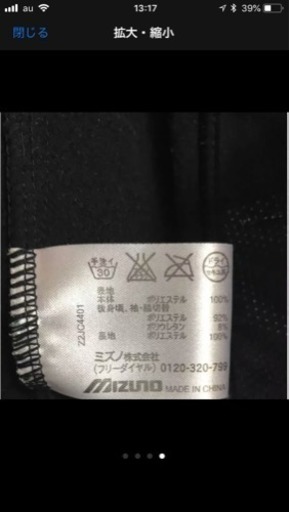 au 13:17 39%
閉じる 拡大・縮小
手洗イ 30 ドライ
表地
本体 ポリエステル 100%
後身頃、袖・脇切替
ポリエステル 92%
ポリウレタン 8%
裏地 ポリエステル 100%
Z2JC4401
ミズノ株式会社
(フリーダイヤル) 0120-320-799
MIZUNO MADE IN CHINA